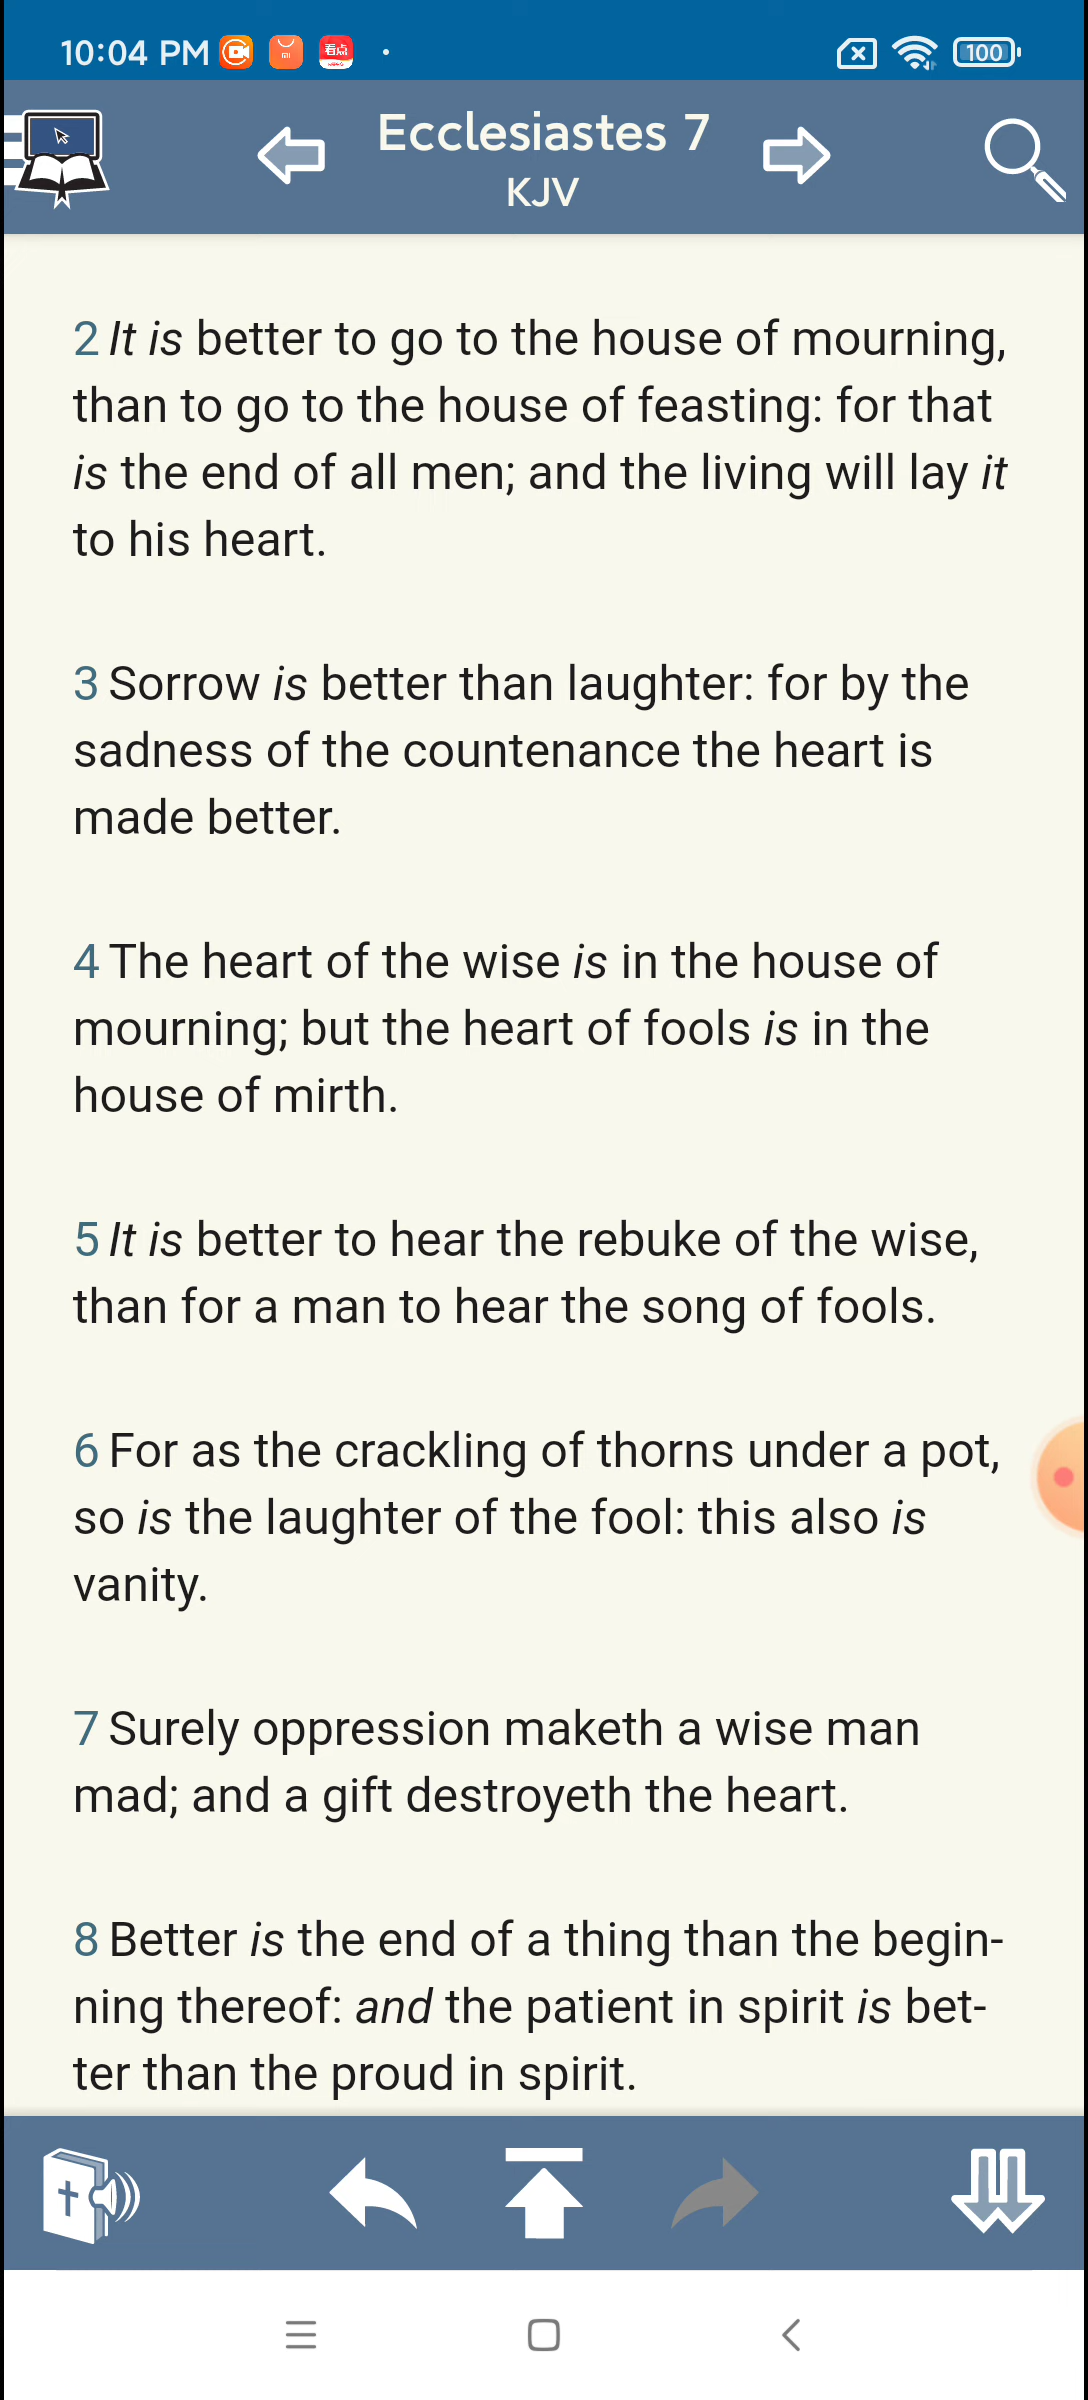 10:04 PM
看点
100
Ecclesiastes 7
KJV
2 It is better to go to the house of mourning,
than to go to the house of feasting: for that
is the end of all men; and the living will lay it
to his heart.
3 Sorrow is better than laughter: for by the
sadness of the countenance the heart is
made better.
4 The heart of the wise is in the house of
mourning; but the heart of fools is in the
house of mirth.
5 It is better to hear the rebuke of the wise,
than for a man to hear the song of fools.
6 For as the crackling of thorns under a pot,
so is the laughter of the fool: this also is
vanity.
7 Surely oppression maketh a wise man
mad; and a gift destroyeth the heart.
8 Better is the end of a thing than the begin-
ning thereof: and the patient in spirit is bet-
ter than the proud in spirit.